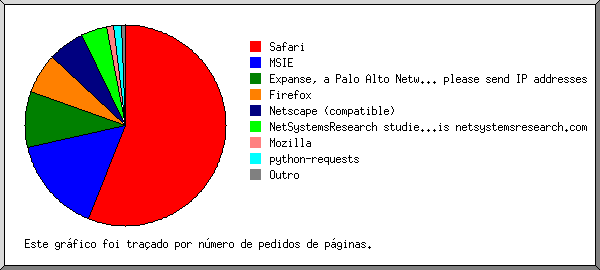 Safari
MSIE
Expanse, a Palo Alto Netw... please send IP addresses
Firefox
Netscape (compatible)
NetSystemsResearch studie...is netsystemsresearch.com
Mozilla
python-requests
Outro
Este gráfico foi traçado por número de pedidos de páginas.